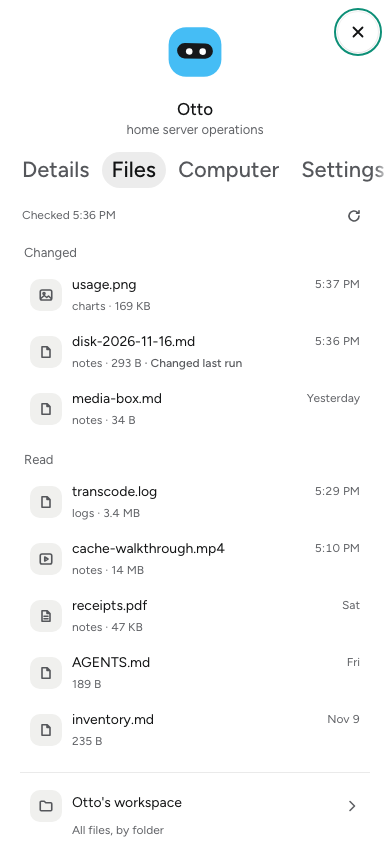 Otto
home server operations
Details Files Computer Settings
Checked 5:36 PM
Changed
usage.png 5:37 PM
charts · 169 KB
disk-2026-11-16.md 5:36 PM
notes · 293 B · Changed last run
media-box.md Yesterday
notes · 34 B
Read
transcode.log 5:29 PM
logs · 3.4 MB
cache-walkthrough.mp4 5:10 PM
notes · 14 MB
receipts.pdf Sat
notes · 47 KB
AGENTS.md Fri
189 B
inventory.md Nov 9
235 B
Otto's workspace
All files, by folder